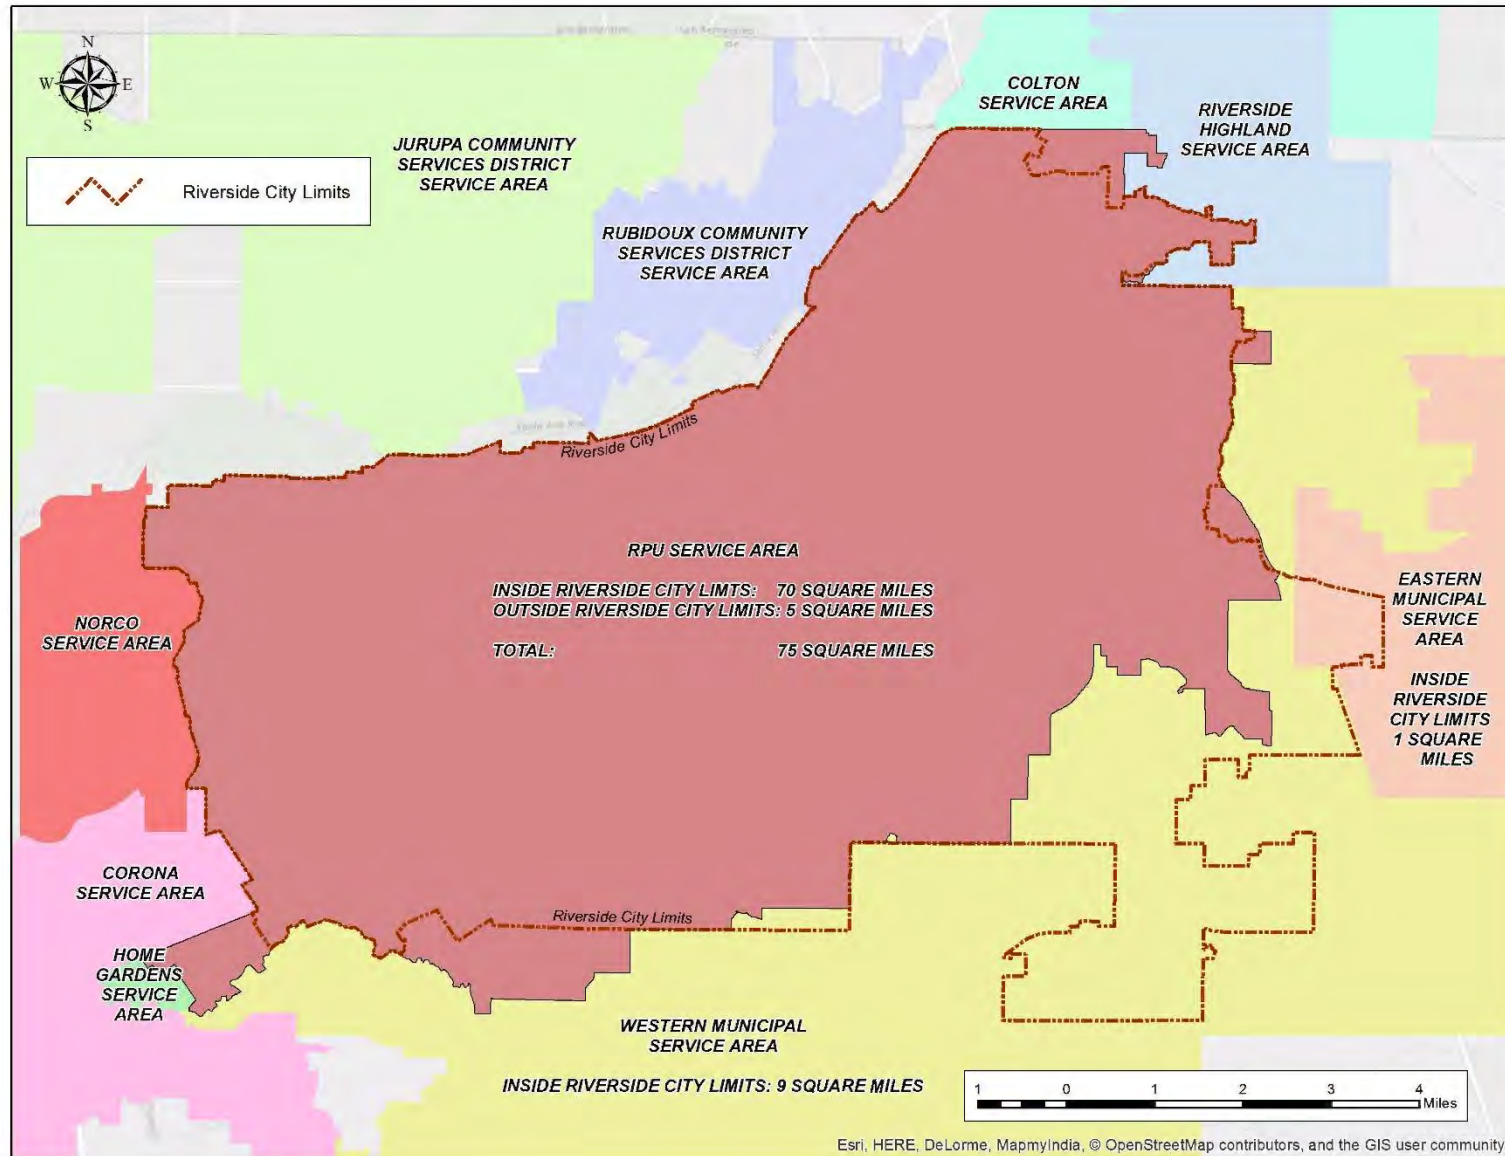 N
W E
S
Riverside City Limits
JURUPA COMMUNITY
SERVICES DISTRICT
SERVICE AREA
RUBIDOUX COMMUNITY
SERVICES DISTRICT
SERVICE AREA
COLTON
SERVICE AREA
RIVERSIDE
HIGHLAND
SERVICE AREA
Riverside City Limits
RPU SERVICE AREA
INSIDE RIVERSIDE CITY LIMTS: 70 SQUARE MILES
OUTSIDE RIVERSIDE CITY LIMITS: 5 SQUARE MILES
TOTAL: 75 SQUARE MILES
NORCO
SERVICE AREA
EASTERN
MUNICIPAL
SERVICE
AREA
INSIDE
RIVERSIDE
CITY LIMITS
1 SQUARE
MILES
CORONA
SERVICE AREA
Riverside City Limits
HOME
GARDENS
SERVICE
AREA
WESTERN MUNICIPAL
SERVICE AREA
INSIDE RIVERSIDE CITY LIMITS: 9 SQUARE MILES
1 0 1 2 3 4
Miles
Esri, HERE, DeLorme, MapmyIndia, © OpenStreetMap contributors, and the GIS user community